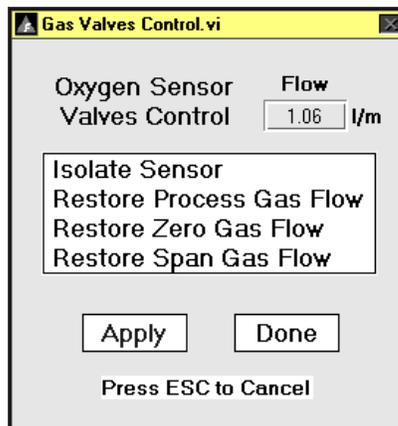 Gas Valves Control.vi
Oxygen Sensor
Valves Control
Flow
1.06 l/m
Isolate Sensor
Restore Process Gas Flow
Restore Zero Gas Flow
Restore Span Gas Flow
Apply
Done
Press ESC to Cancel